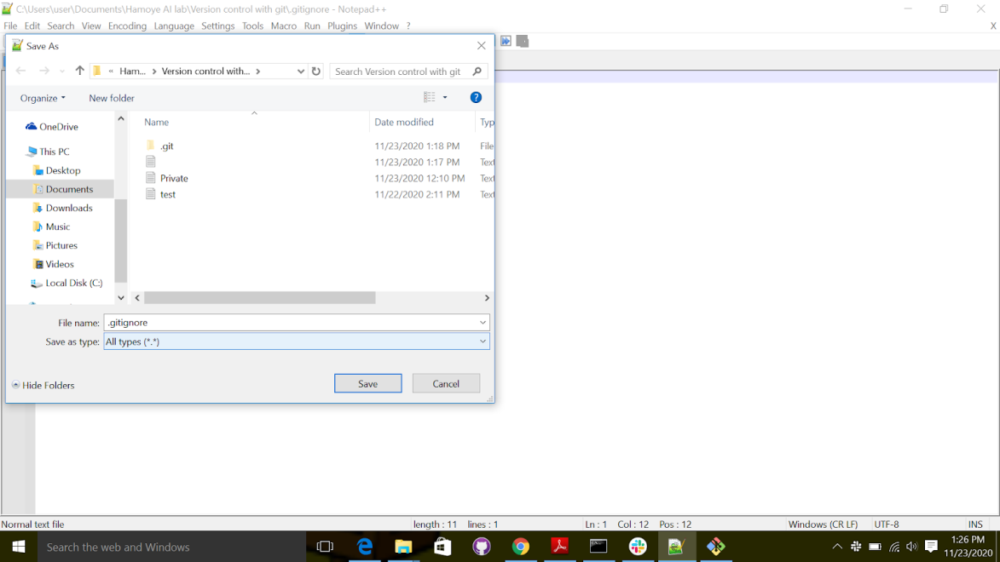 C:\Users\user\Documents\Hamoye AI lab\Version control with git\.gitignore - Notepad++
File Edit Search View Encoding Language Settings Tools Macro Run Plugins Window ?
X
Save As
« Ham... > Version control with... >
Search Version control with git
Organize
New folder
?
OneDrive
This PC
Desktop
Documents
Downloads
Music
Pictures
Videos
Local Disk (C:)
Name Date modified Typ
.git 11/23/2020 1:18 PM File
11/23/2020 1:17 PM Text
Private 11/23/2020 12:10 PM Text
test 11/22/2020 2:11 PM Text
File name: .gitignore
Save as type: All types (*.*)
Hide Folders
Save
Cancel
Normal text file
length : 11 lines : 1
Ln : 1 Col : 12 Pos : 12
Windows (CR LF)
UTF-8
INS
Search the web and Windows
1:26 PM
11/23/2020